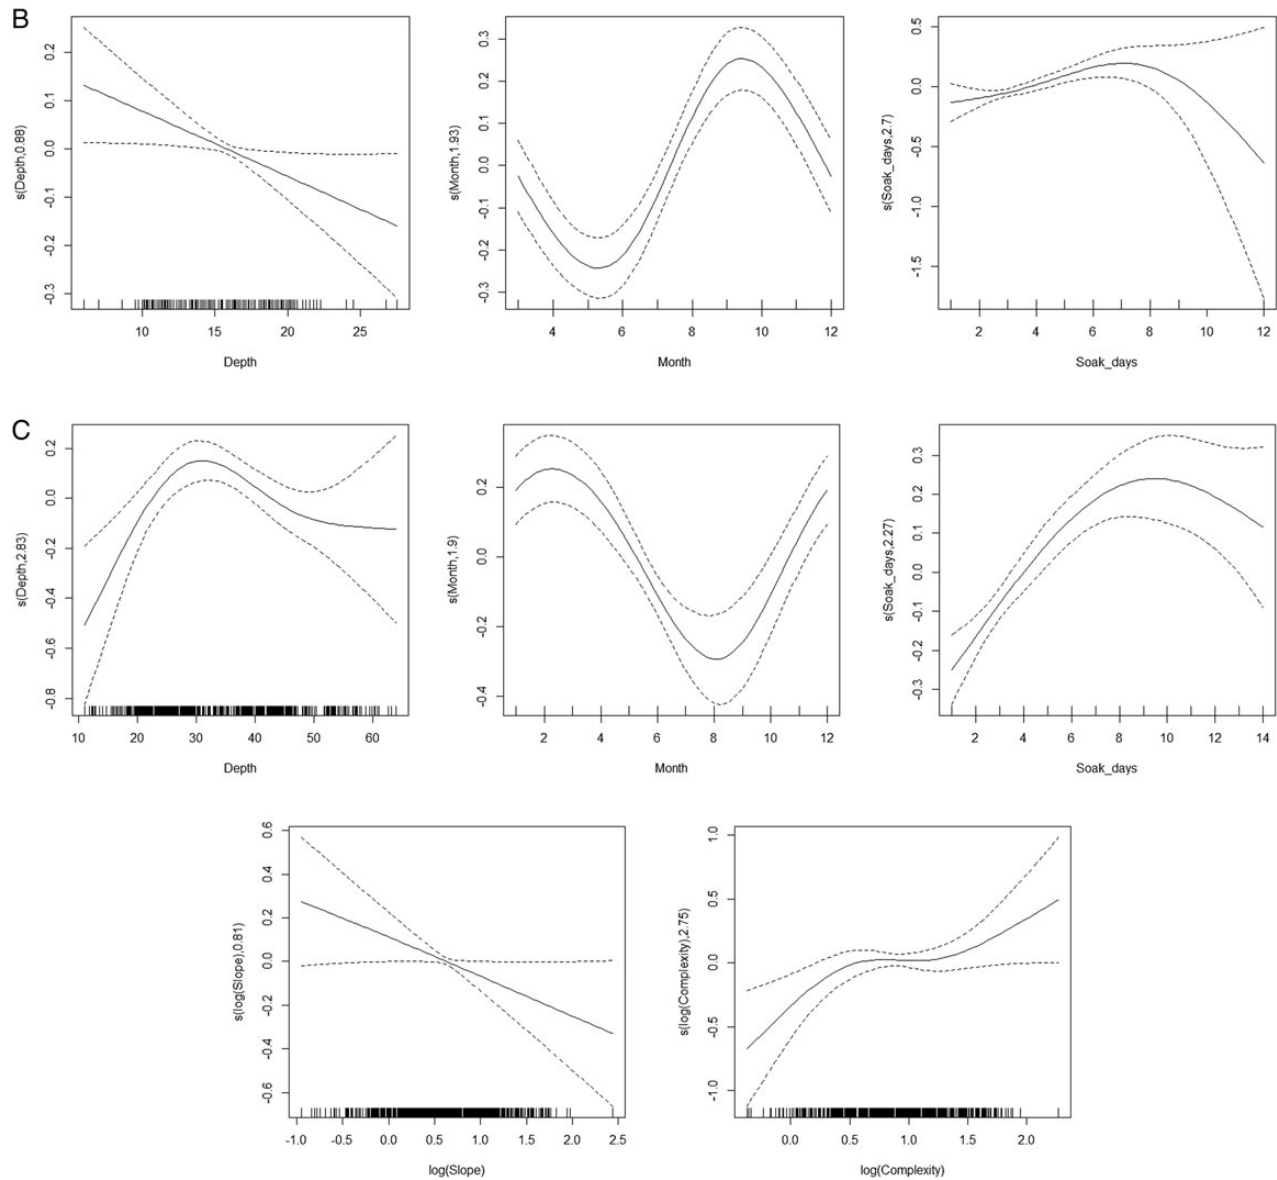 B
s(Depth,0.88)
0.2
0.1
0.0
-0.1
-0.2
-0.3
10 15 20 25
Depth
s(Month,1.93)
0.3
0.2
0.1
0.0
-0.1
-0.2
-0.3
4 6 8 10 12
Month
s(Soak_days,2.7)
0.5
0.0
-0.5
-1.0
-1.5
2 4 6 8 10 12
Soak_days
C
s(Depth,2.83)
0.2
0.0
-0.2
-0.4
-0.6
-0.8
10 20 30 40 50 60
Depth
s(Month,1.9)
0.2
0.0
-0.2
-0.4
2 4 6 8 10 12
Month
s(Soak_days,2.27)
0.3
0.2
0.1
0.0
-0.1
-0.2
-0.3
2 4 6 8 10 12 14
Soak_days
s(log(Slope),0.81)
0.6
0.4
0.2
0.0
-0.2
-0.4
-0.6
-1.0 -0.5 0.0 0.5 1.0 1.5 2.0 2.5
log(Slope)
s(log(Complexity),2.75)
1.0
0.5
0.0
-0.5
-1.0
0.0 0.5 1.0 1.5 2.0
log(Complexity)